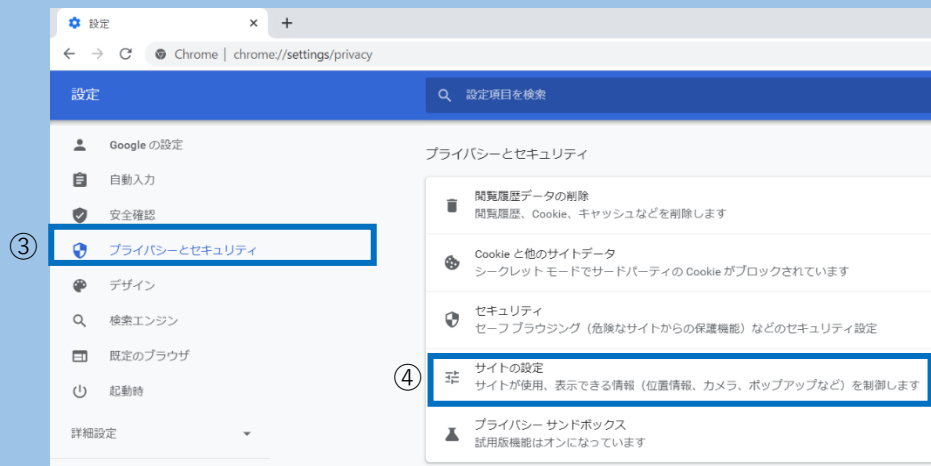 設定
Chrome | chrome://settings/privacy
設定
設定項目を検索
Google の設定
自動入力
安全確認
③
プライバシーとセキュリティ
デザイン
検索エンジン
既定のブラウザ
起動時
詳細設定
プライバシーとセキュリティ
閲覧履歴データの削除
閲覧履歴、Cookie、キャッシュなどを削除します
Cookie と他のサイトデータ
シークレット モードでサードパーティの Cookie がブロックされています
セキュリティ
セーフ ブラウジング（危険なサイトからの保護機能）などのセキュリティ設定
④
サイトの設定
サイトが使用、表示できる情報（位置情報、カメラ、ポップアップなど）を制御します
プライバシー サンドボックス
試用版機能はオンになっています